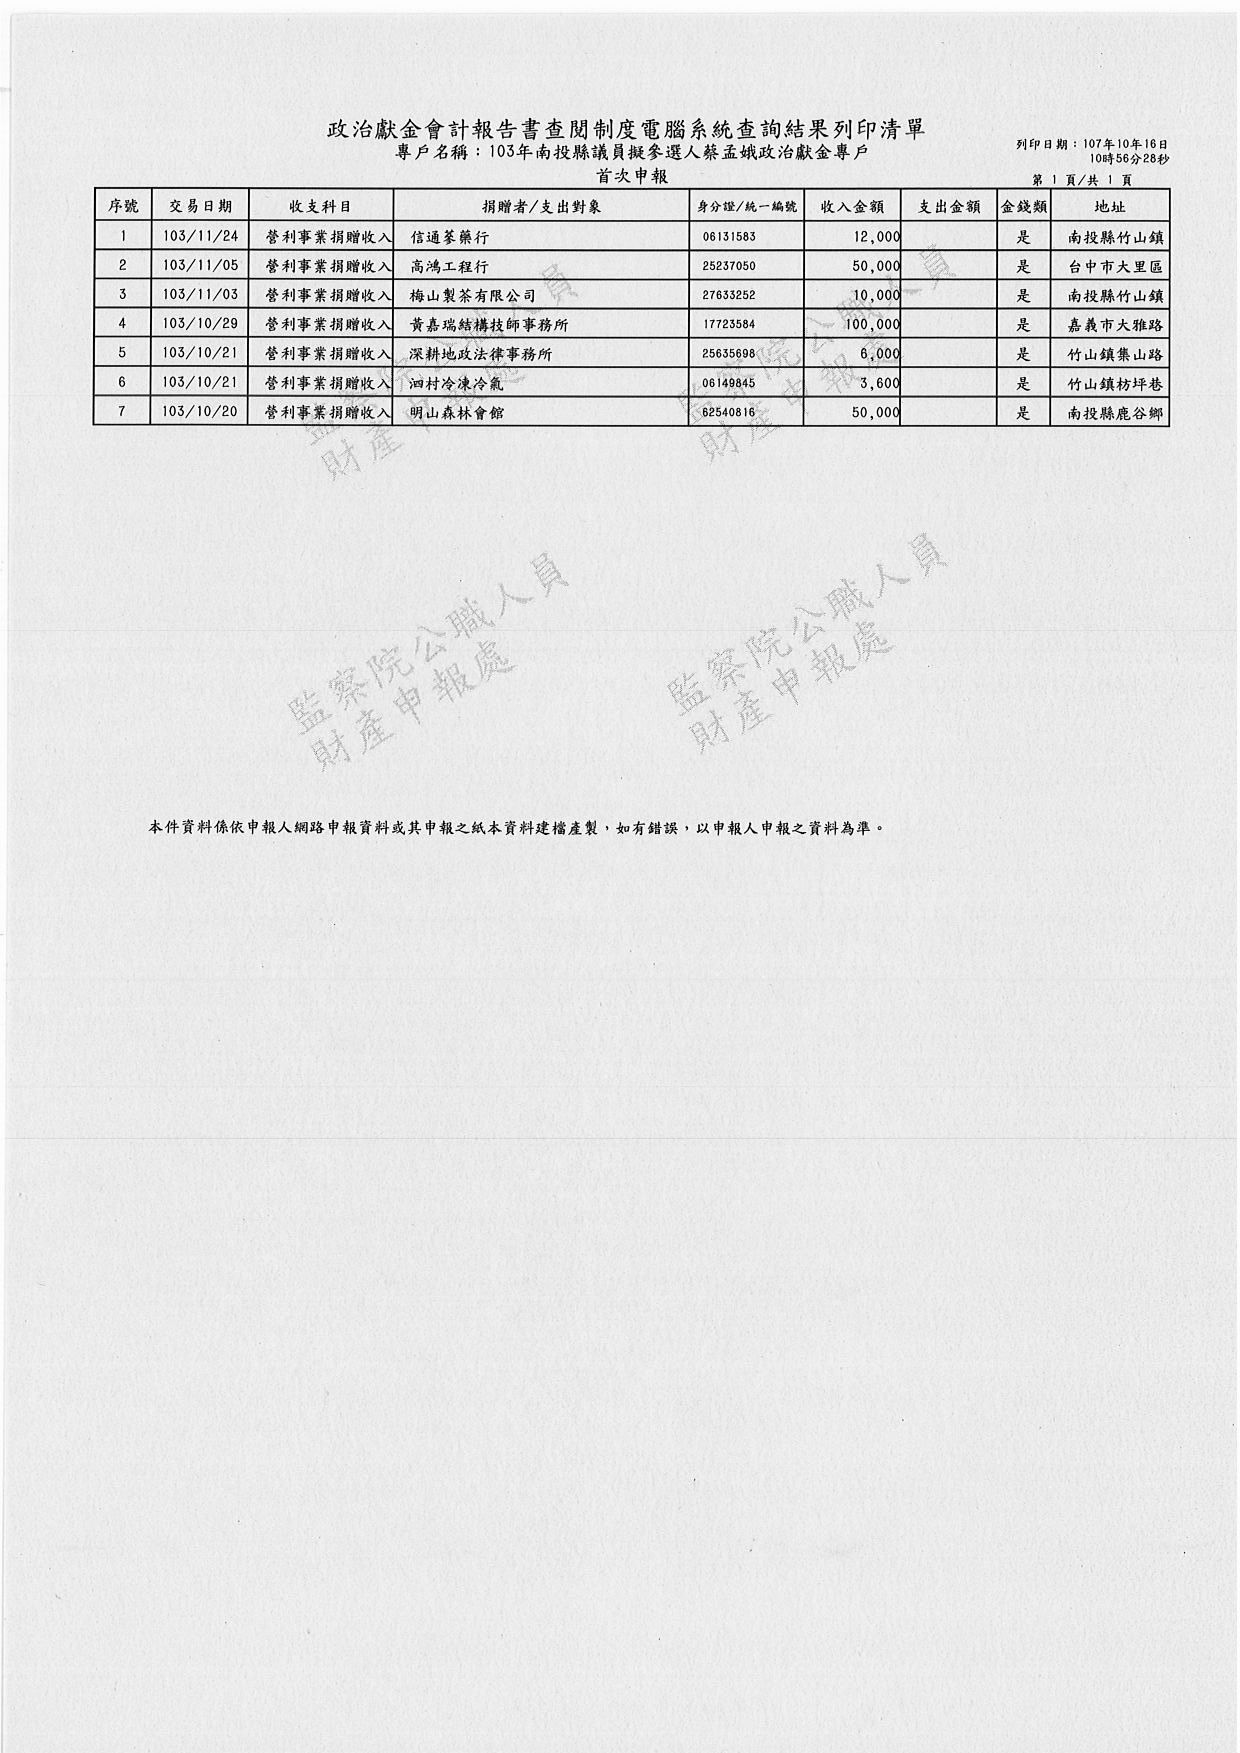 政治獻金會計報告書查閱制度電腦系統查詢結果列印清單
專戶名稱：103年南投縣議員擬參選人蔡孟娥政治獻金專戶
列印日期：107年10年16日
10時56分28秒
首次申報
第 1 頁/共 1 頁
序號 交易日期 收支科目 捐贈者/支出對象 身分證/統一編號 收入金額 支出金額 金錢類 地址
1 103/11/24 營利事業捐贈收入 信通蔘藥行 06131583 12,000 是 南投縣竹山鎮
2 103/11/05 營利事業捐贈收入 高鴻工程行 25237050 50,000 是 台中市大里區
3 103/11/03 營利事業捐贈收入 梅山製茶有限公司 27633252 10,000 是 南投縣竹山鎮
4 103/10/29 營利事業捐贈收入 黃嘉瑞結構技師事務所 17723584 100,000 是 嘉義市大雅路
5 103/10/21 營利事業捐贈收入 深耕地政法律事務所 25635698 6,000 是 竹山鎮集山路
6 103/10/21 營利事業捐贈收入 泗村冷凍冷氣 06149845 3,600 是 竹山鎮枋坪巷
7 103/10/20 營利事業捐贈收入 明山森林會館 62540816 50,000 是 南投縣鹿谷鄉
監察院公職人員
財產申報處
監察院公職人員
財產申報處
監察院公職人員
財產申報處
監察院公職人員
財產申報處
本件資料係依申報人網路申報資料或其申報之紙本資料建檔產製，如有錯誤，以申報人申報之資料為準。